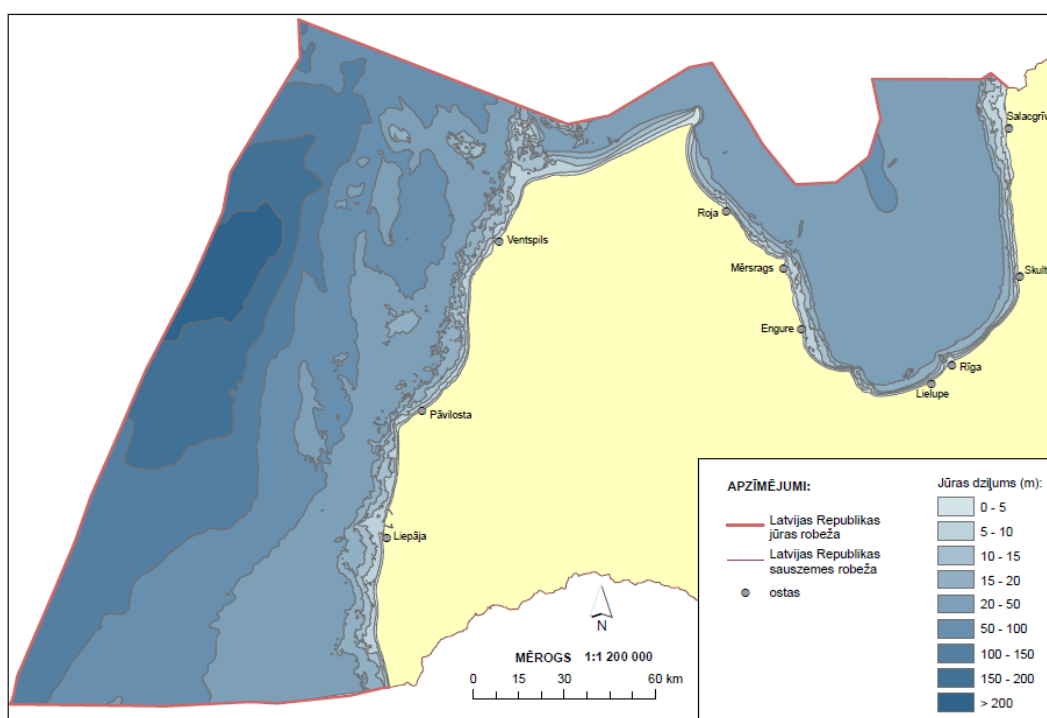 Salacgrīv
Skult
Rīga
Lielupe
Engure
Mērsrags
Roja
Ventspils
Pāvilosta
Liepāja
N
MĒROGS 1:1 200 000
0 15 30 60 km
APZĪMĒJUMI:
Latvijas Republikas
jūras robeža
Latvijas Republikas
sauszemes robeža
ostas
Jūras dziļums (m):
0 - 5
5 - 10
10 - 15
15 - 20
20 - 50
50 - 100
100 - 150
150 - 200
> 200